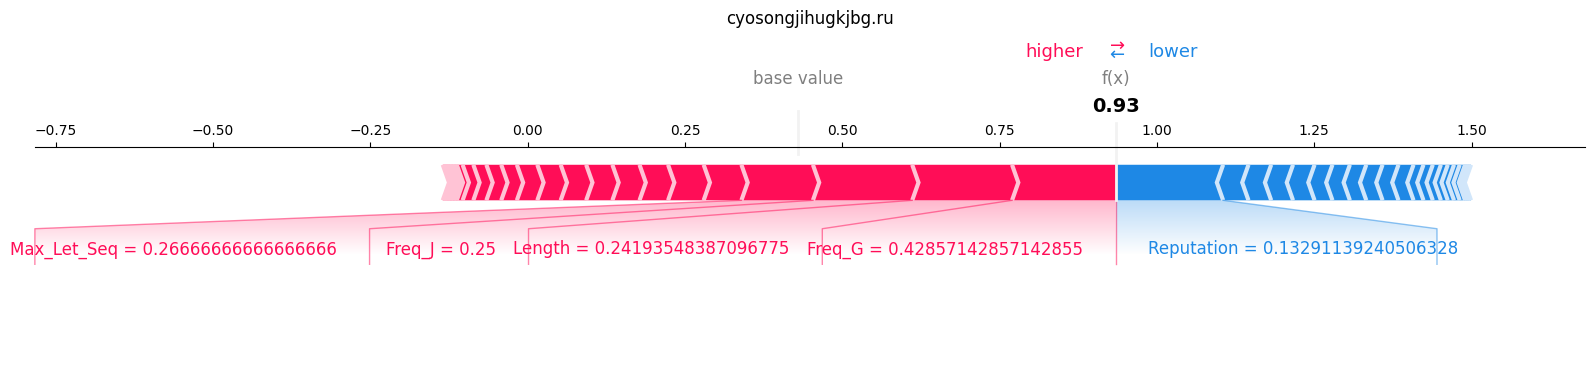 cyosongjihugkjbg.ru
higher ⇄ lower
base value f(x)
0.93
−0.75 −0.50 −0.25 0.00 0.25 0.50 0.75 1.00 1.25 1.50
Max_Let_Seq = 0.26666666666666666 Freq_J = 0.25 Length = 0.24193548387096775 Freq_G = 0.42857142857142855 Reputation = 0.13291139240506328